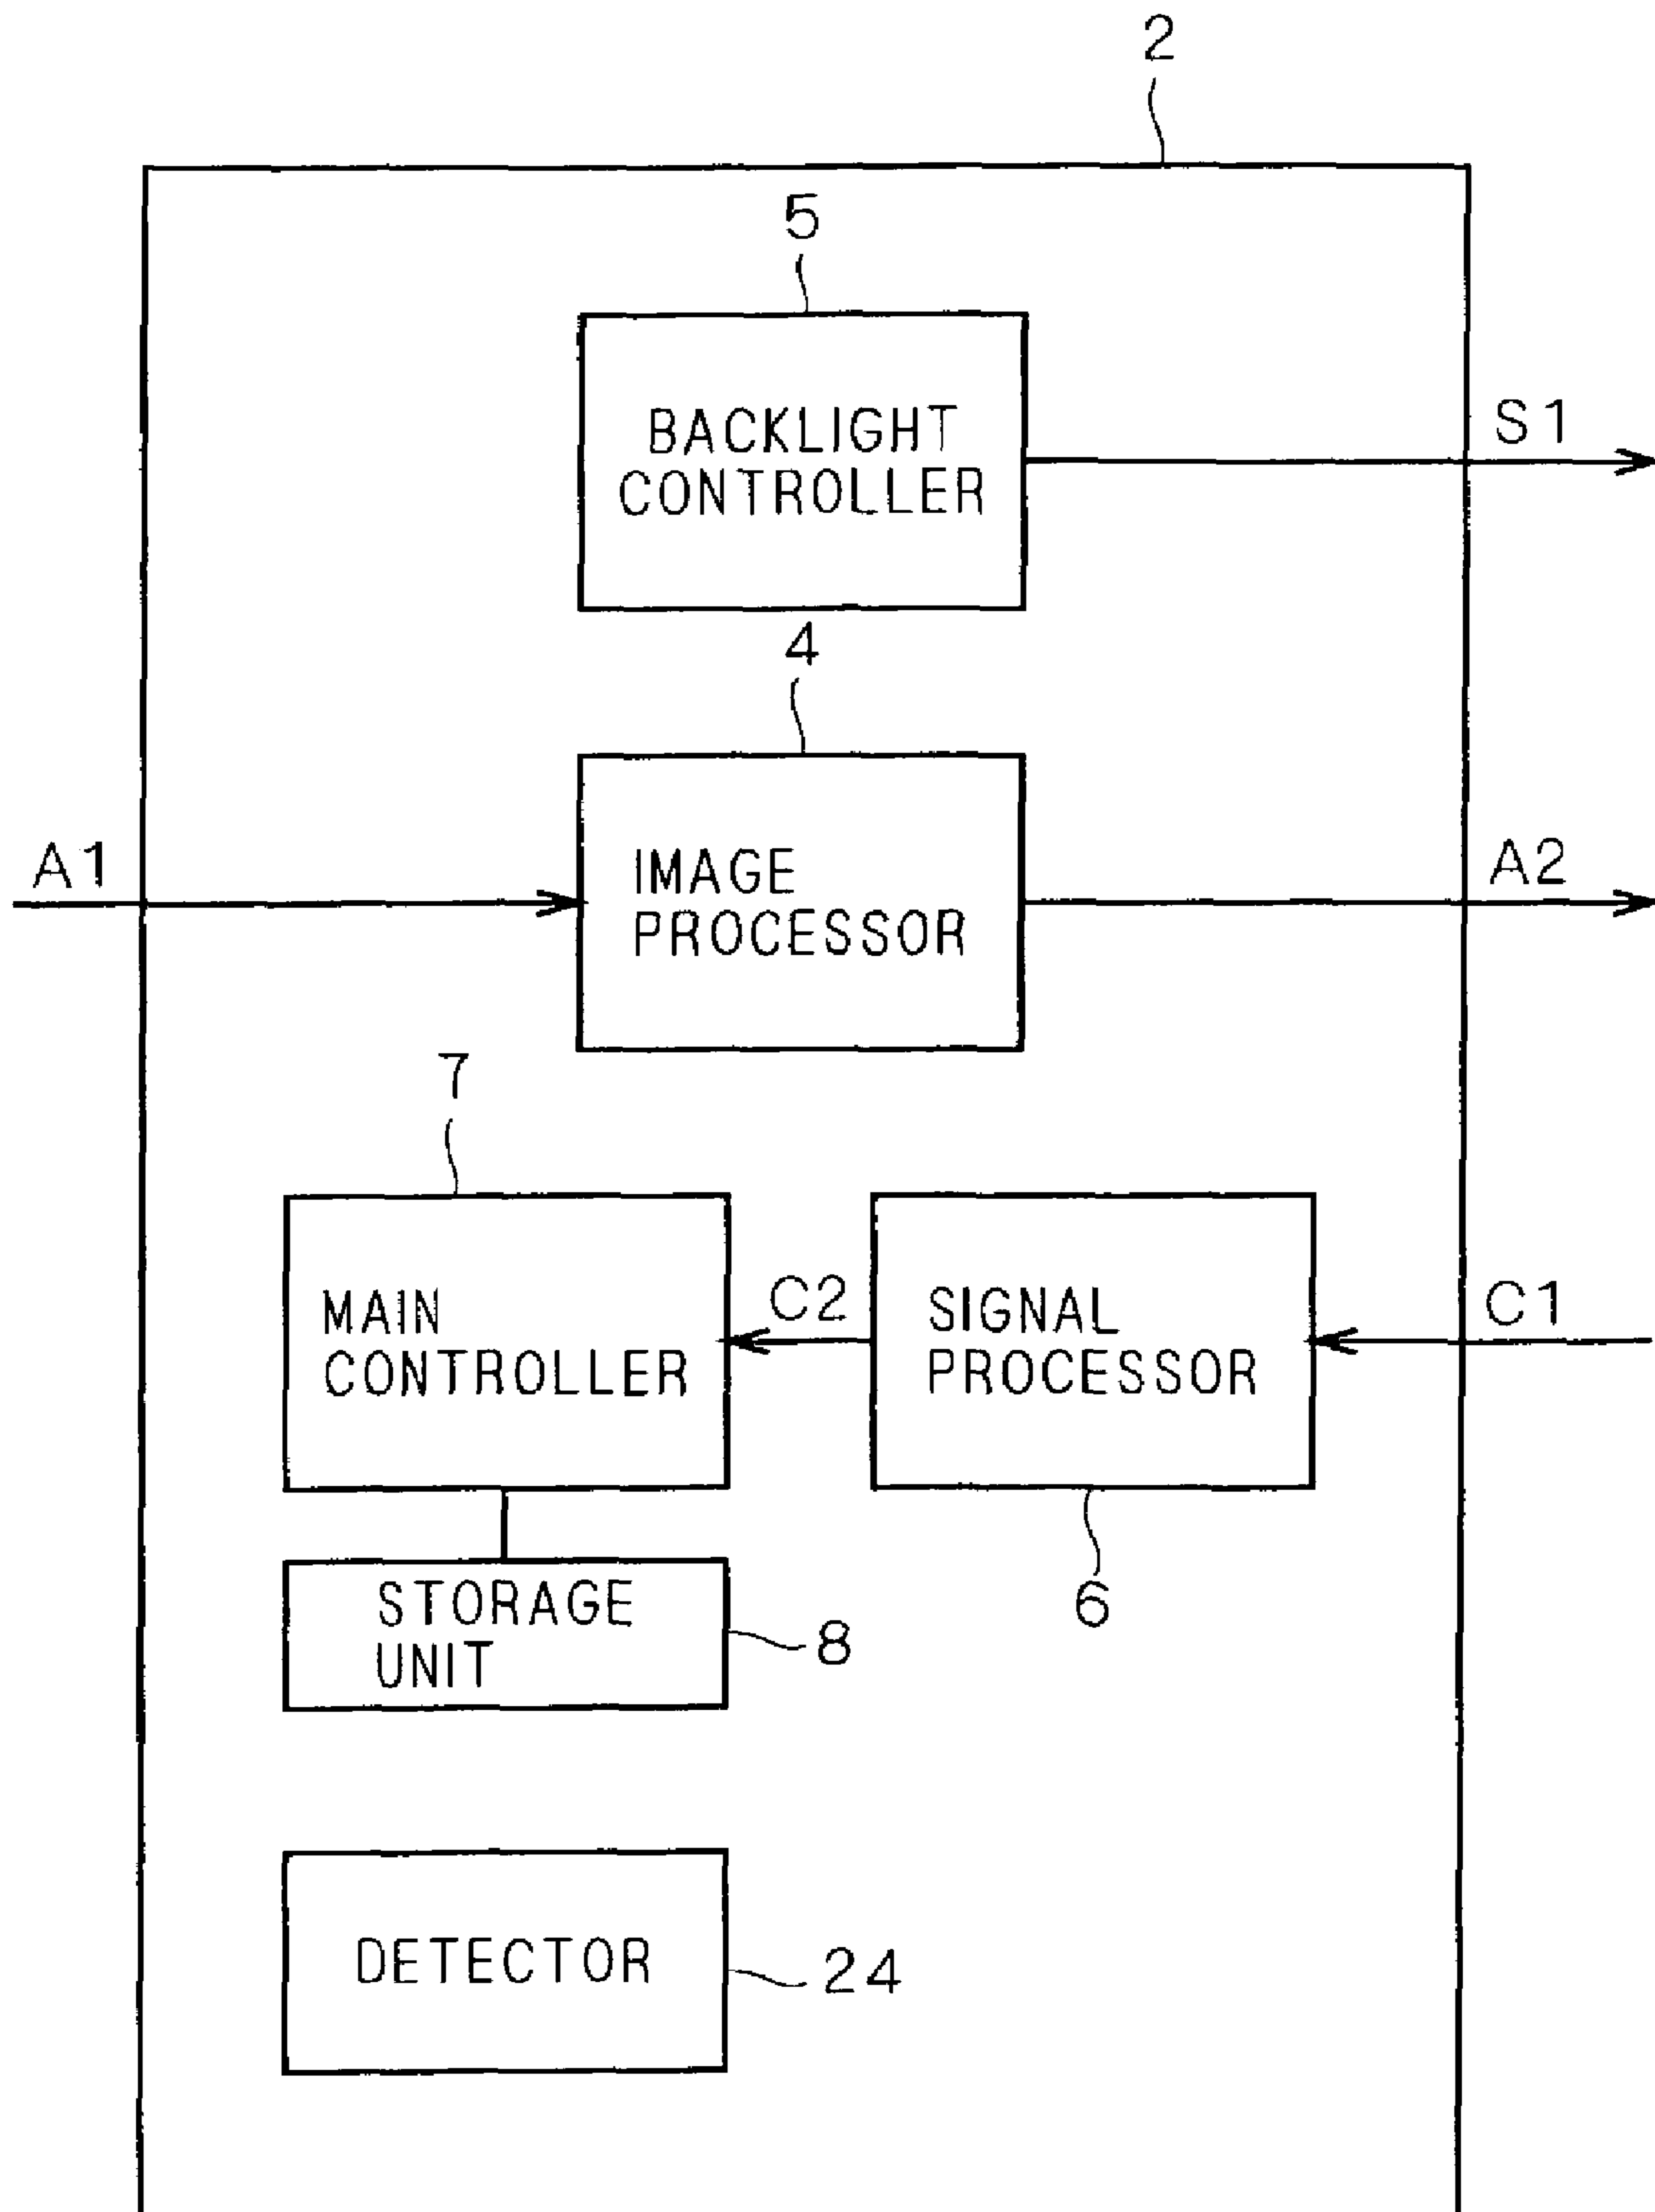 2
5
BACKLIGHT
CONTROLLER
S1
4
A1
IMAGE
PROCESSOR
A2
7
MAIN
CONTROLLER
C2
SIGNAL
PROCESSOR
C1
6
STORAGE
UNIT
8
DETECTOR
24